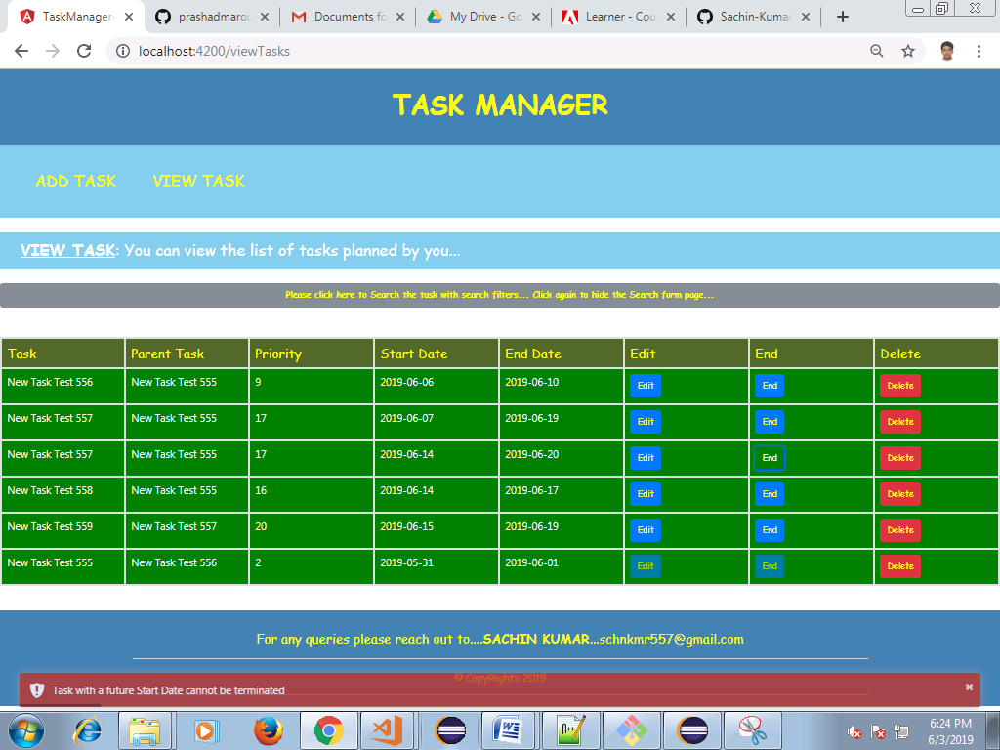 TaskManager-
prashadmaroc
Documents fo
My Drive - Go
Learner - Cou
Sachin-Kumar
localhost:4200/viewTasks
TASK MANAGER
ADD TASK VIEW TASK
VIEW TASK: You can view the list of tasks planned by you...
Please click here to Search the task with search filters... Click again to hide the Search form page...
Task Parent Task Priority Start Date End Date Edit End Delete
New Task Test 556 New Task Test 555 9 2019-06-06 2019-06-10 Edit End Delete
New Task Test 557 New Task Test 555 17 2019-06-07 2019-06-19 Edit End Delete
New Task Test 557 New Task Test 555 17 2019-06-14 2019-06-20 Edit End Delete
New Task Test 558 New Task Test 555 16 2019-06-14 2019-06-17 Edit End Delete
New Task Test 559 New Task Test 557 20 2019-06-15 2019-06-19 Edit End Delete
New Task Test 555 New Task Test 556 2 2019-05-31 2019-06-01 Edit End Delete
For any queries please reach out to....SACHIN KUMAR...schnkmr557@gmail.com
© CopyRights 2019
Task with a future Start Date cannot be terminated
6:24 PM
6/3/2019